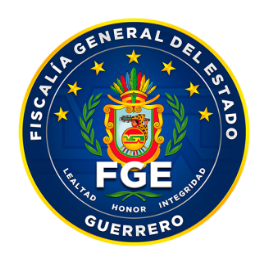 FISCALÍA GENERAL DEL ESTADO
FGE
LEALTAD HONOR INTEGRIDAD
GUERRERO